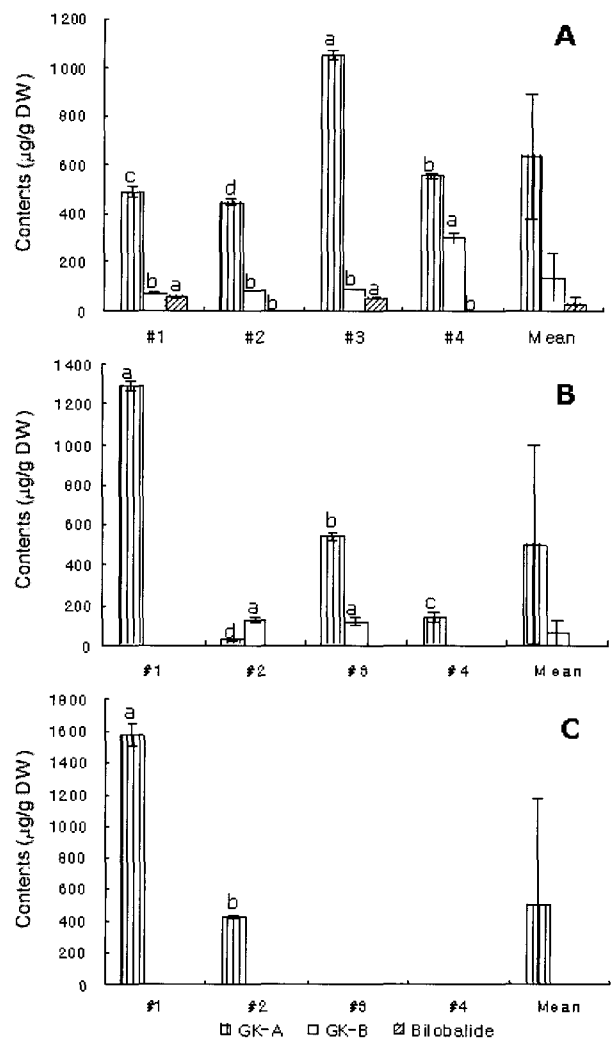 A
Contents (µg/g DW)
1200
1000
800
600
400
200
0
c
b
a
d
b
b
a
b
a
b
a
b
#1
#2
#3
#4
Mean
B
Contents (µg/g DW)
1400
1200
1000
800
600
400
200
0
a
d
a
b
a
c
#1
#2
#3
#4
Mean
C
Contents (µg/g DW)
1800
1600
1400
1200
1000
800
600
400
200
0
a
b
#1
#2
#3
#4
Mean
GK-A GK-B Bilobalide